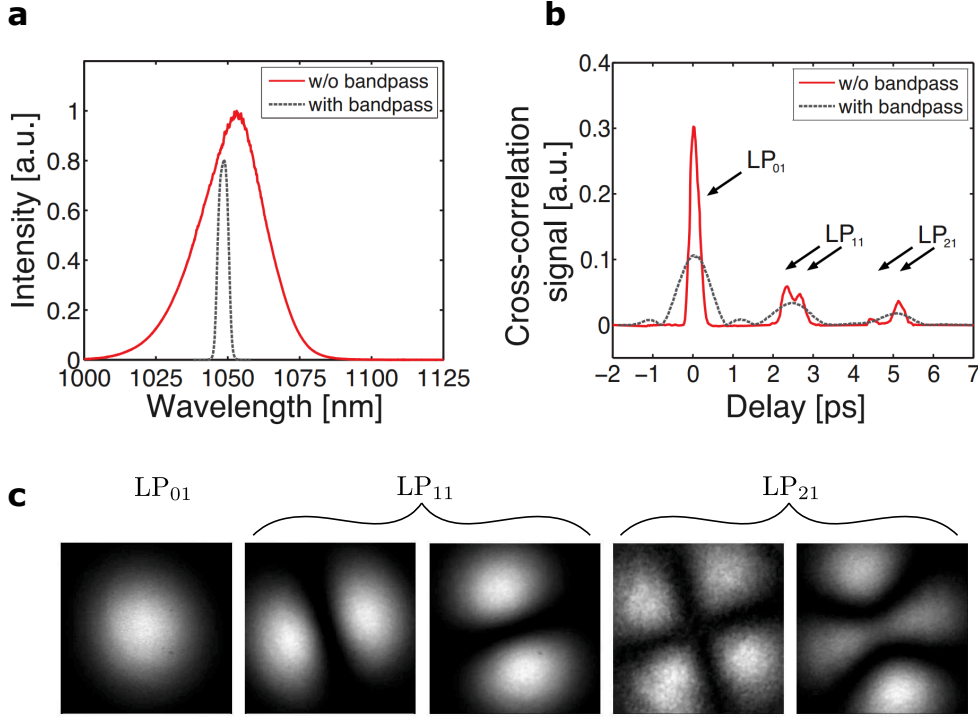 a
Intensity [a.u.]
1
0.8
0.6
0.4
0.2
0
1000 1025 1050 1075 1100 1125
Wavelength [nm]
w/o bandpass
with bandpass
b
Cross-correlation
signal [a.u.]
0.4
0.3
0.2
0.1
0
−2 −1 0 1 2 3 4 5 6 7
Delay [ps]
w/o bandpass
with bandpass
LP01
LP11
LP21
c
LP01 LP11 LP21